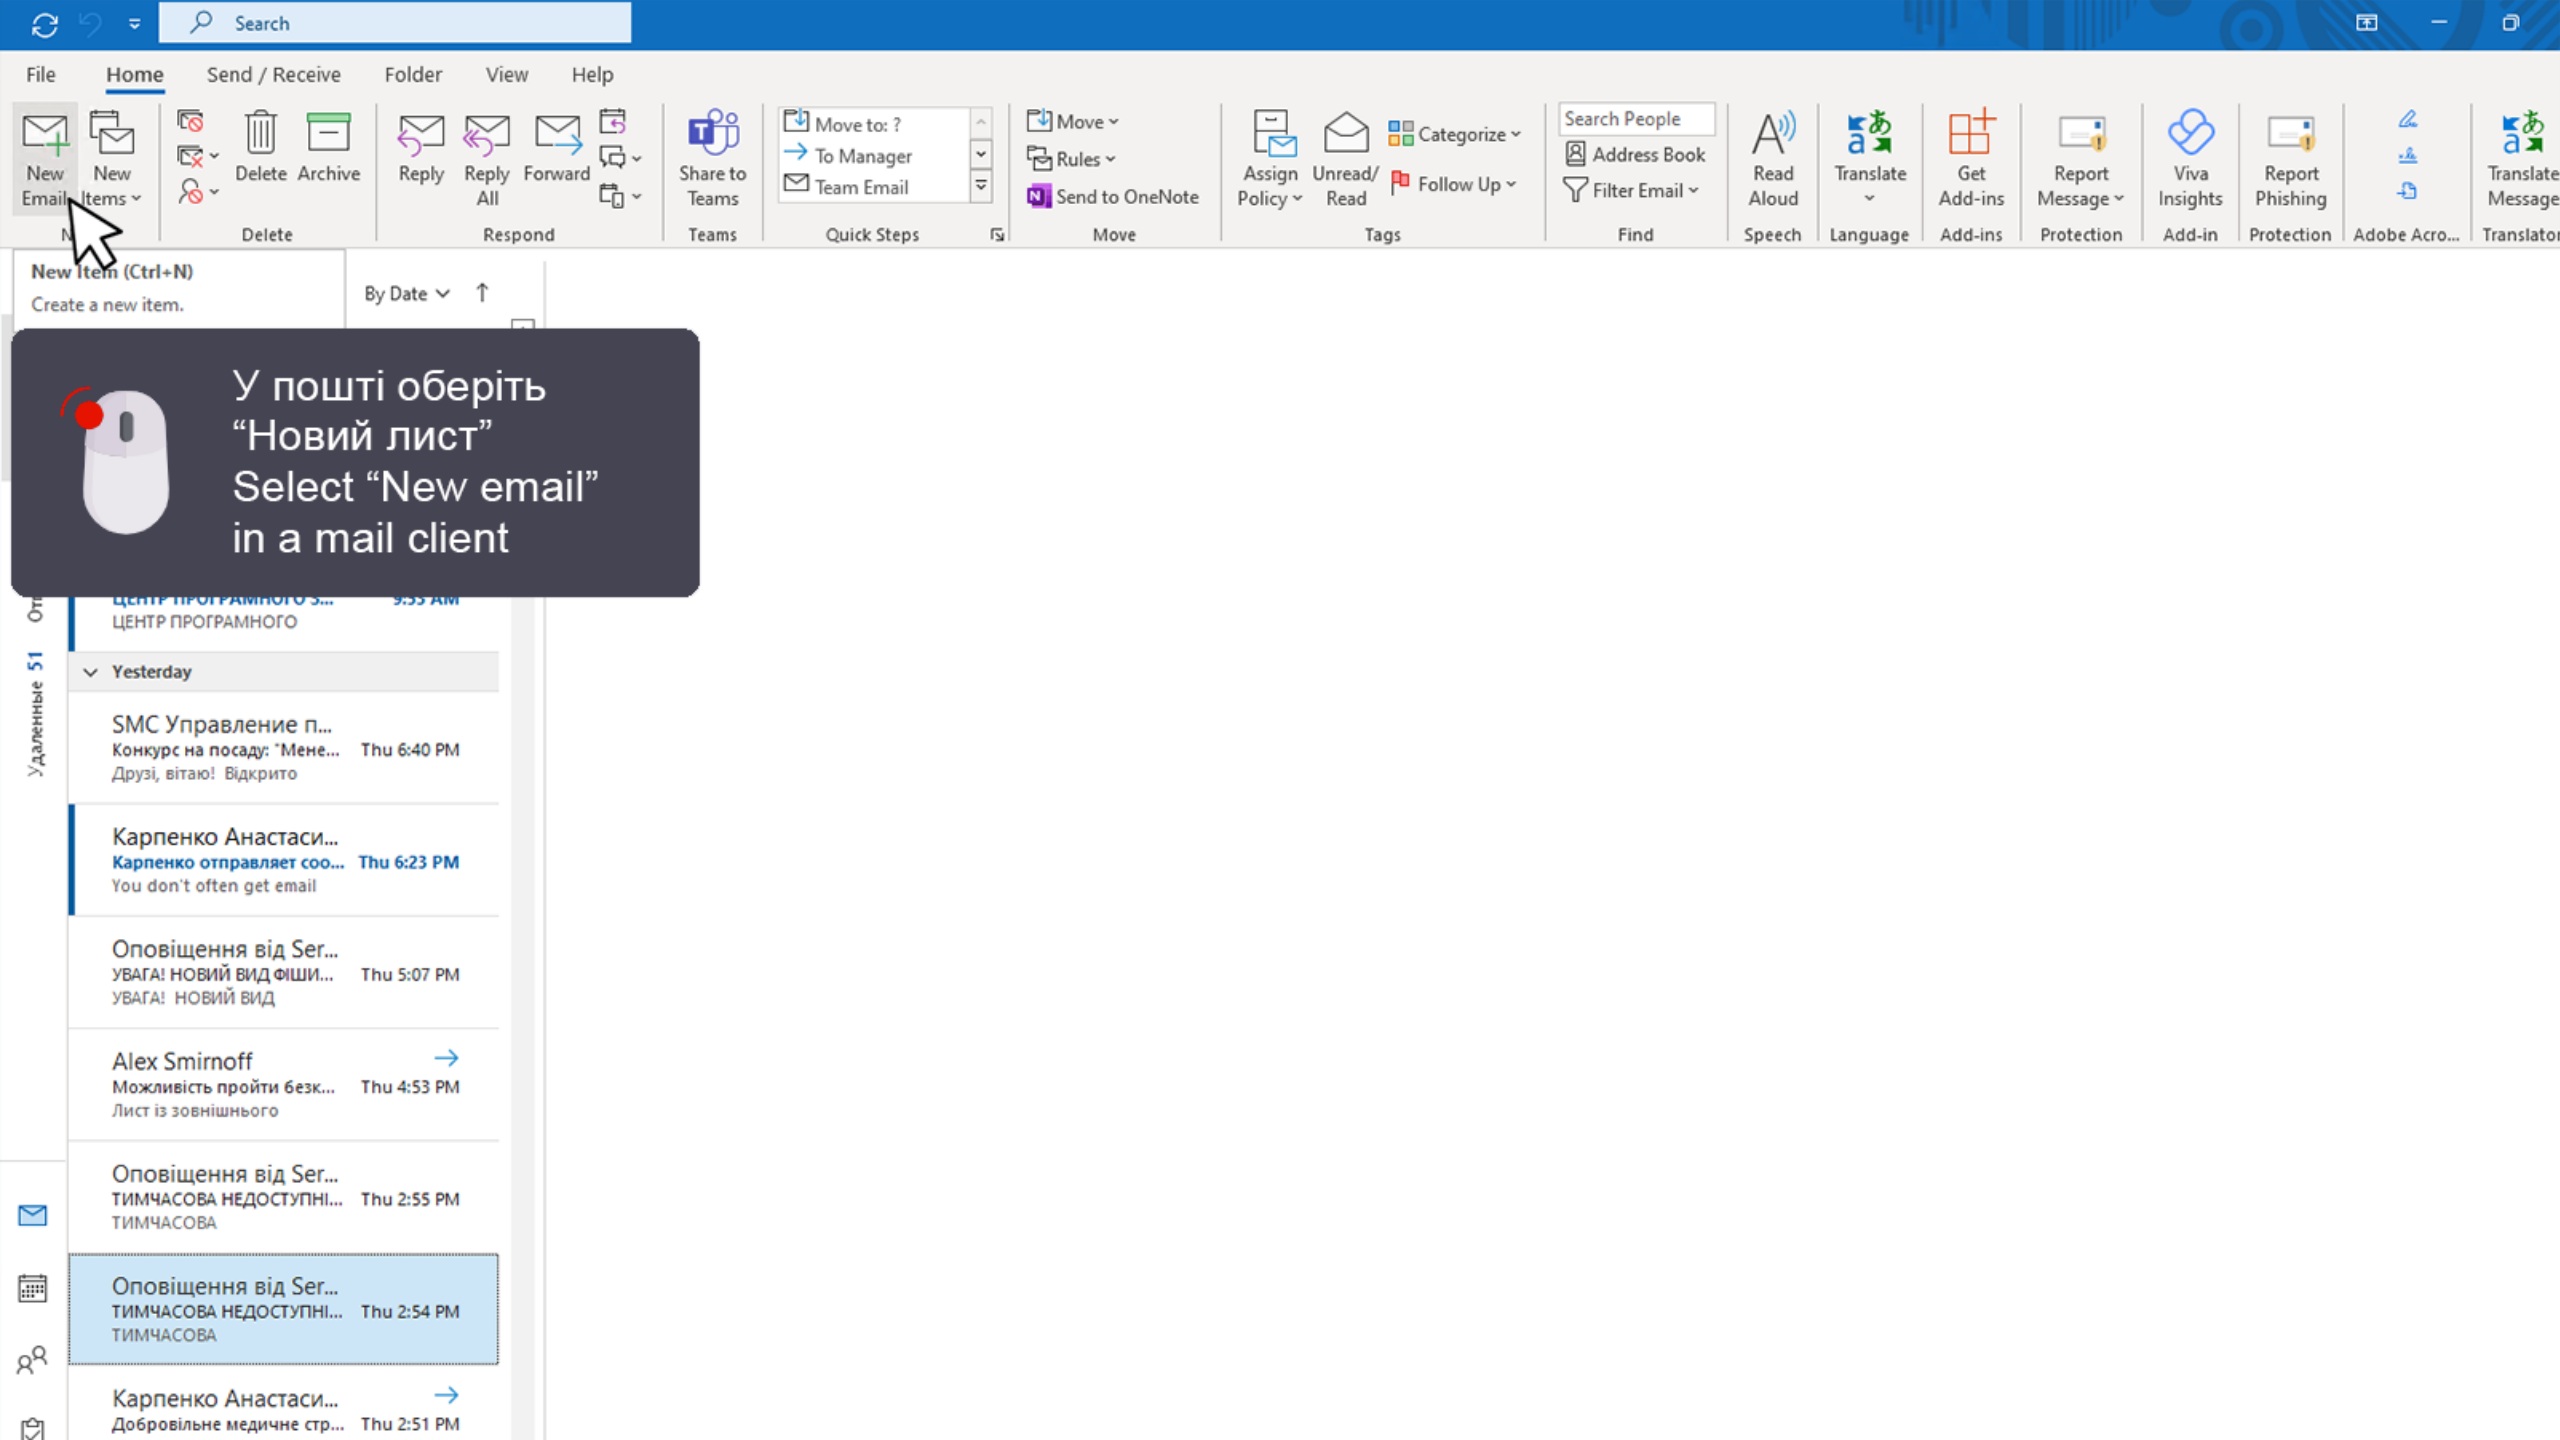 Search
File Home Send / Receive Folder View Help
New Email
New Items
Delete
Archive
Delete
Reply
Reply All
Forward
Respond
Share to Teams
Teams
Move to: ?
To Manager
Team Email
Quick Steps
Move
Rules
Send to OneNote
Move
Assign Policy
Unread/ Read
Categorize
Follow Up
Tags
Search People
Address Book
Filter Email
Find
Read Aloud
Speech
Translate
Language
Get Add-ins
Add-ins
Report Message
Protection
Viva Insights
Add-in
Report Phishing
Protection
Adobe Acro...
Translate Message
Translator
New Item (Ctrl+N)
Create a new item.
By Date
У пошті оберіть
“Новий лист”
Select “New email”
in a mail client
ЦЕНТР ПРОГРАМНОГО З... 9:53 AM
ЦЕНТР ПРОГРАМНОГО
Удаленные 51
Yesterday
SMC Управление п...
Конкурс на посаду: "Мене... Thu 6:40 PM
Друзі, вітаю! Відкрито
Карпенко Анастаси...
Карпенко отправляет соо... Thu 6:23 PM
You don't often get email
Оповіщення від Ser...
УВАГА! НОВИЙ ВИД ФІШИ... Thu 5:07 PM
УВАГА! НОВИЙ ВИД
Alex Smirnoff
Можливість пройти безк... Thu 4:53 PM
Лист із зовнішнього
Оповіщення від Ser...
ТИМЧАСОВА НЕДОСТУПНІ... Thu 2:55 PM
ТИМЧАСОВА
Оповіщення від Ser...
ТИМЧАСОВА НЕДОСТУПНІ... Thu 2:54 PM
ТИМЧАСОВА
Карпенко Анастаси...
Добровільне медичне стр... Thu 2:51 PM